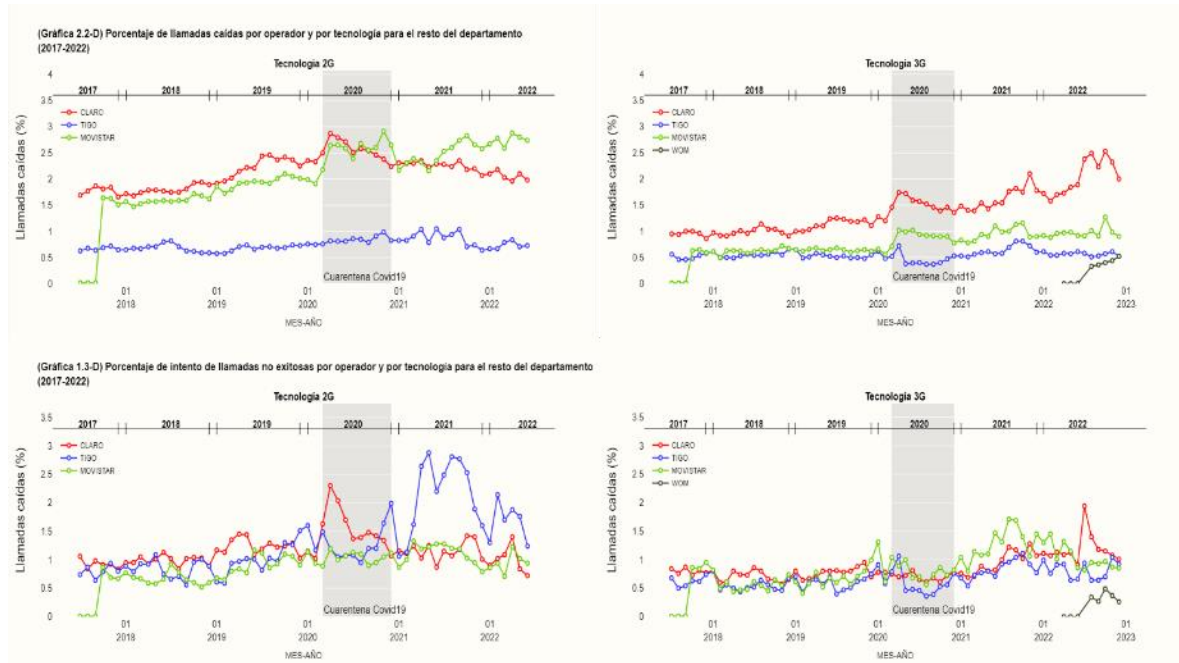 (Gráfica 2.2-D) Porcentaje de llamadas caídas por operador y por tecnología para el resto del departamento
(2017-2022)
Tecnología 2G
4
2017 2018 2019 2020 2021 2022
3.5
CLARO
TIGO
MOVISTAR
3
2.5
2
1.5
1
0.5
0
Llamadas caídas (%)
Cuarentena Covid19
01 01 01 01 01
2018 2019 2020 2021 2022
MES-AÑO
Tecnología 3G
4
2017 2018 2019 2020 2021 2022
3.5
CLARO
TIGO
MOVISTAR
WOM
3
2.5
2
1.5
1
0.5
0
Llamadas caídas (%)
Cuarentena Covid19
01 01 01 01 01 01
2018 2019 2020 2021 2022 2023
MES-AÑO
(Gráfica 1.3-D) Porcentaje de intento de llamadas no exitosas por operador y por tecnología para el resto del departamento
(2017-2022)
Tecnología 2G
3.5
2017 2018 2019 2020 2021 2022
3
CLARO
TIGO
MOVISTAR
2.5
2
1.5
1
0.5
0
Llamadas caídas (%)
Cuarentena Covid19
01 01 01 01 01
2018 2019 2020 2021 2022
MES-AÑO
Tecnología 3G
3.5
2017 2018 2019 2020 2021 2022
3
CLARO
TIGO
MOVISTAR
WOM
2.5
2
1.5
1
0.5
0
Llamadas caídas (%)
Cuarentena Covid19
01 01 01 01 01 01
2018 2019 2020 2021 2022 2023
MES-AÑO